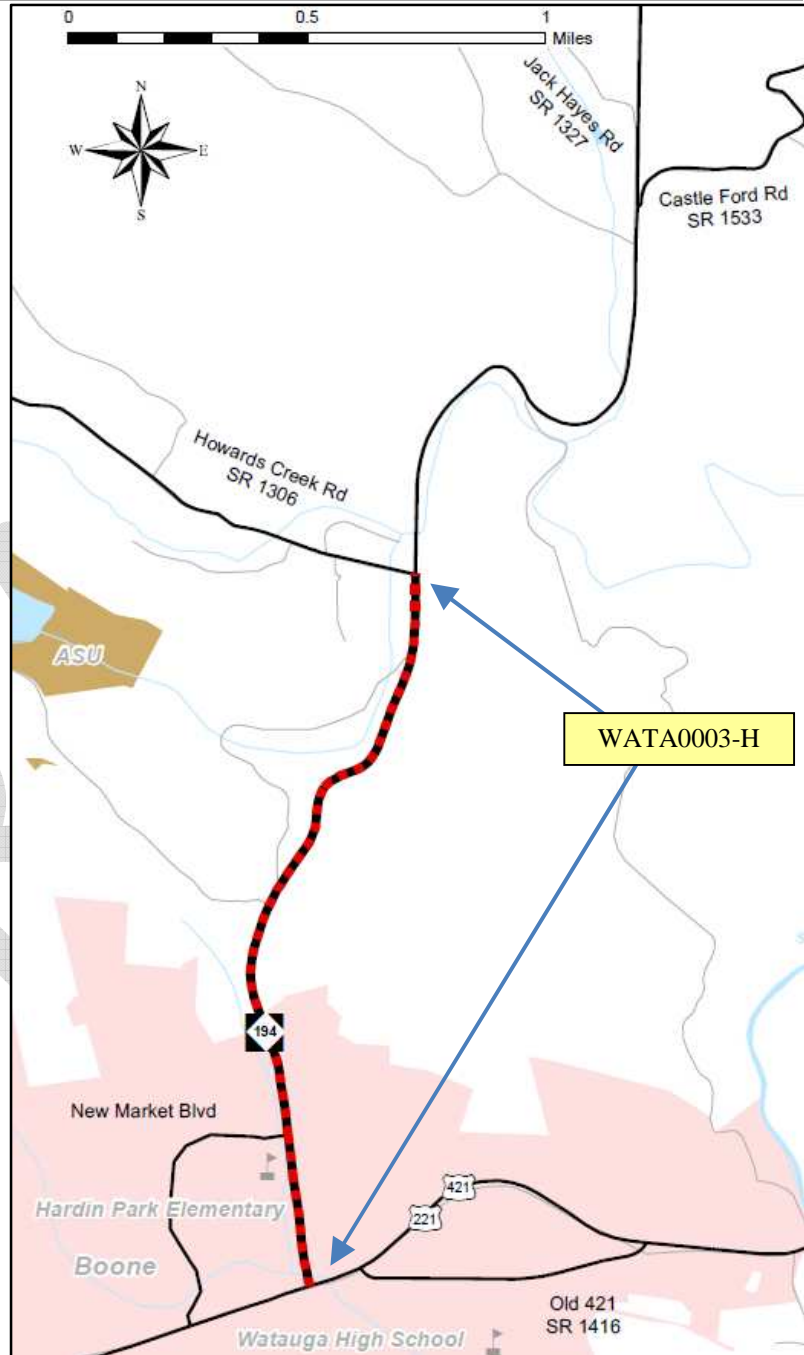 0 0.5 1
Miles
N
W E
S
Jack Hayes Rd
SR 1327
Castle Ford Rd
SR 1533
Howards Creek Rd
SR 1306
ASU
WATA0003-H
194
New Market Blvd
421
221
Hardin Park Elementary
Boone
Old 421
SR 1416
Watauga High School